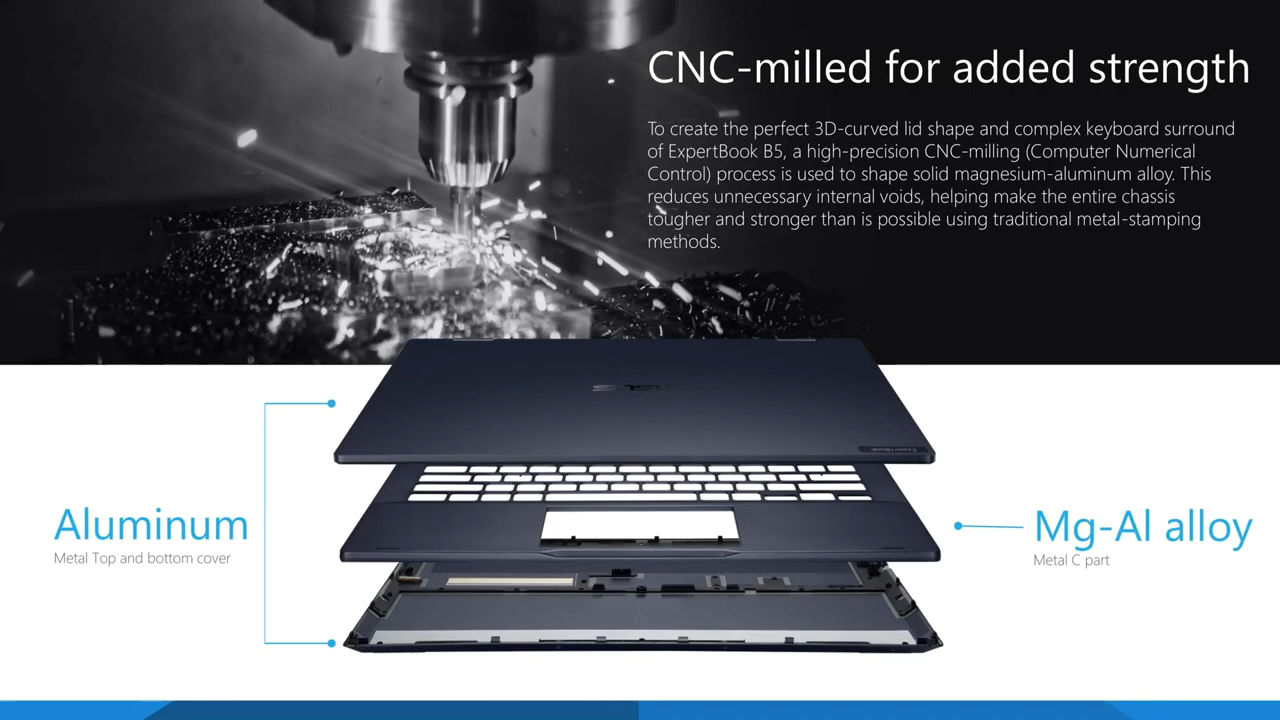 CNC-milled for added strength
To create the perfect 3D-curved lid shape and complex keyboard surround
of ExpertBook B5, a high-precision CNC-milling (Computer Numerical
Control) process is used to shape solid magnesium-aluminum alloy. This
reduces unnecessary internal voids, helping make the entire chassis
tougher and stronger than is possible using traditional metal-stamping
methods.
ASUS
ExpertBook
Aluminum
Metal Top and bottom cover
Mg-Al alloy
Metal C part